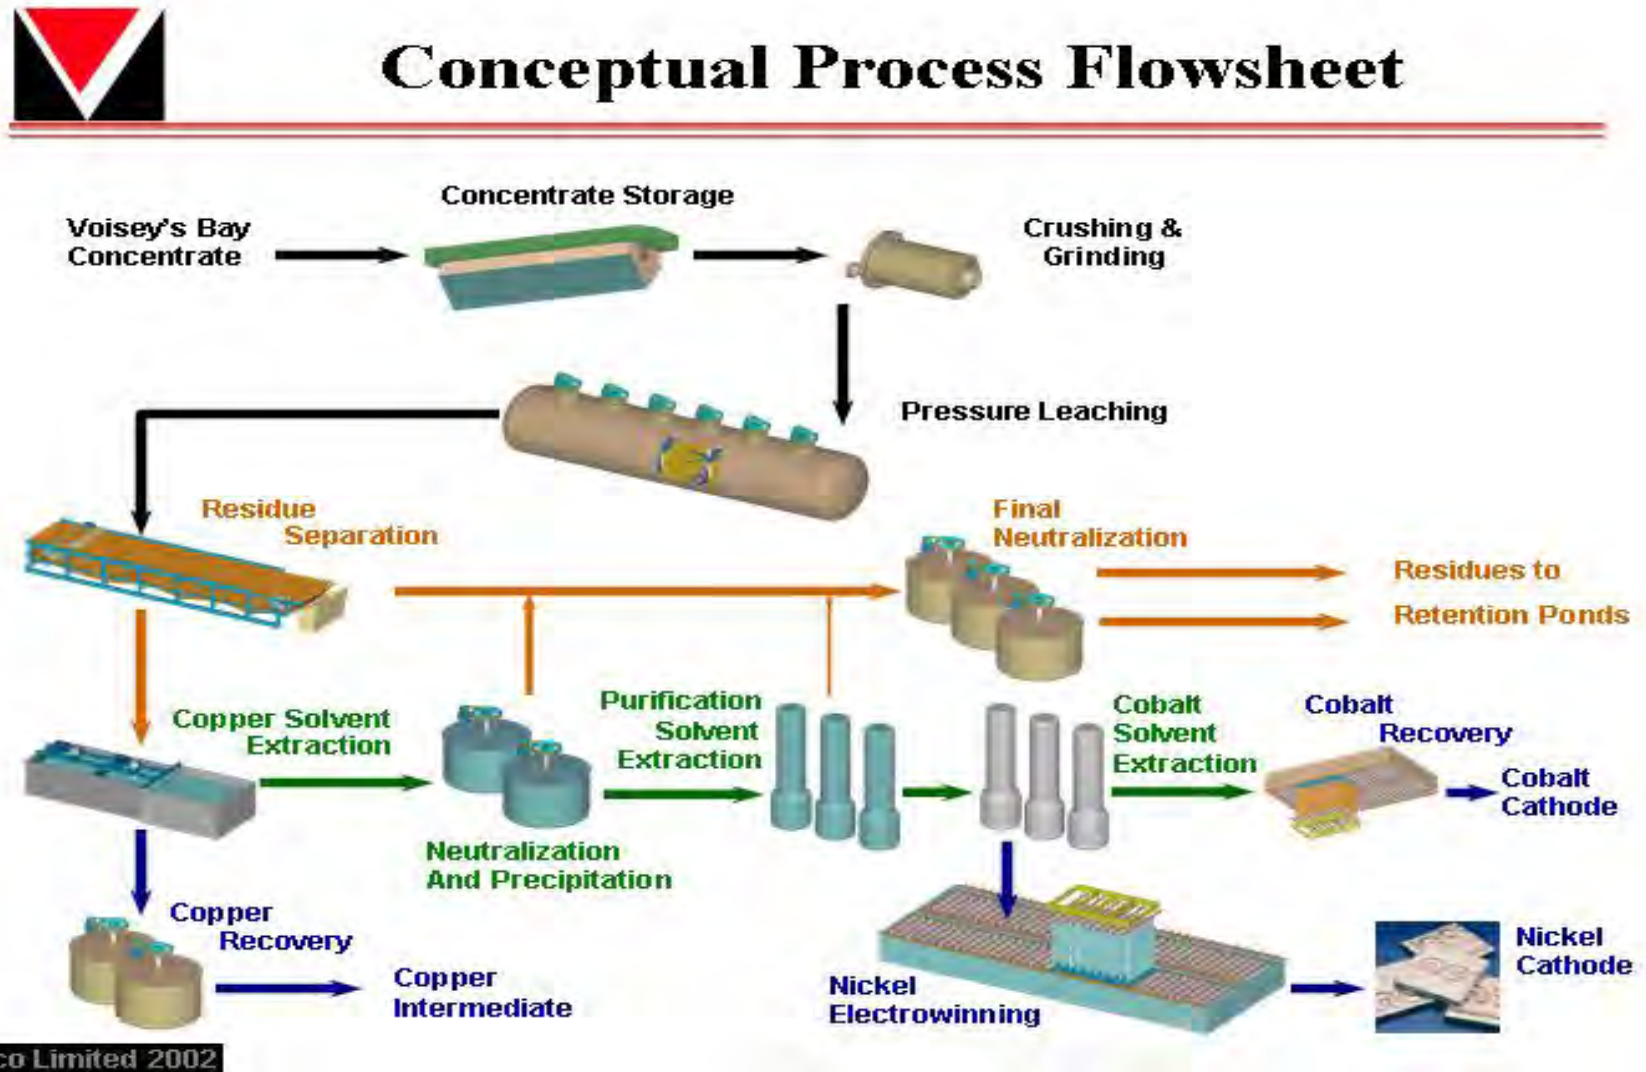 Conceptual Process Flowsheet
Concentrate Storage
Voisey's Bay
Concentrate
Crushing &
Grinding
Pressure Leaching
Residue
Separation
Final
Neutralization
Residues to
Retention Ponds
Copper Solvent
Extraction
Purification
Solvent
Extraction
Cobalt
Solvent
Extraction
Cobalt
Recovery
Cobalt
Cathode
Neutralization
And Precipitation
Copper
Recovery
Copper
Intermediate
Nickel
Electrowinning
Nickel
Cathode
co Limited 2002